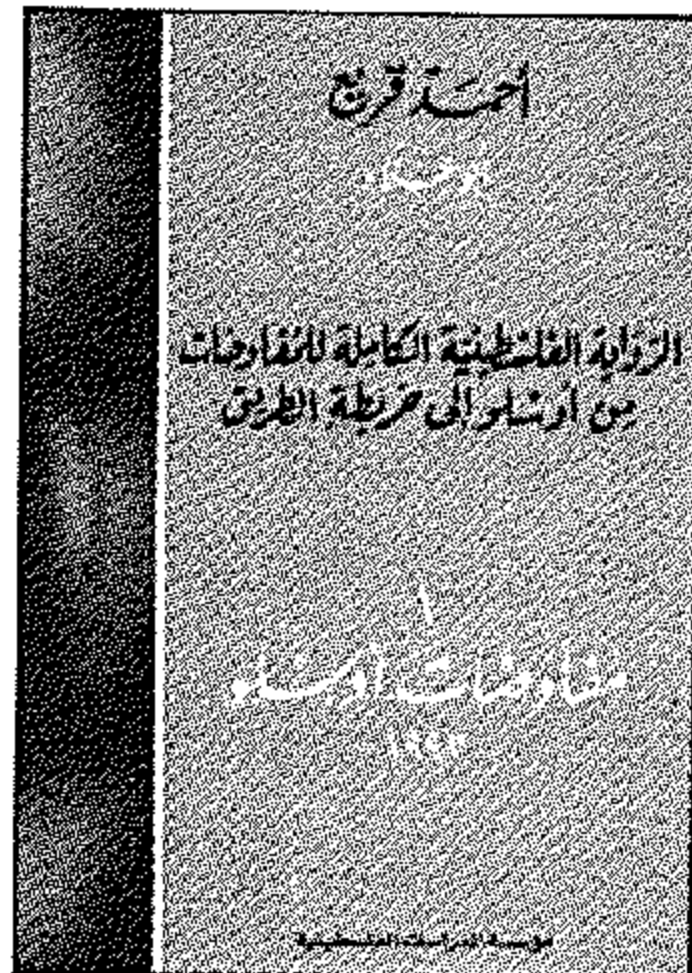 أحمد قريع
الرواية الفلسطينية الكاملة للمفاوضات
من أوسلو إلى خريطة الطريق
١
مفاوضات أوسلو
١٩٩٣
مؤسسة الدراسات الفلسطينية